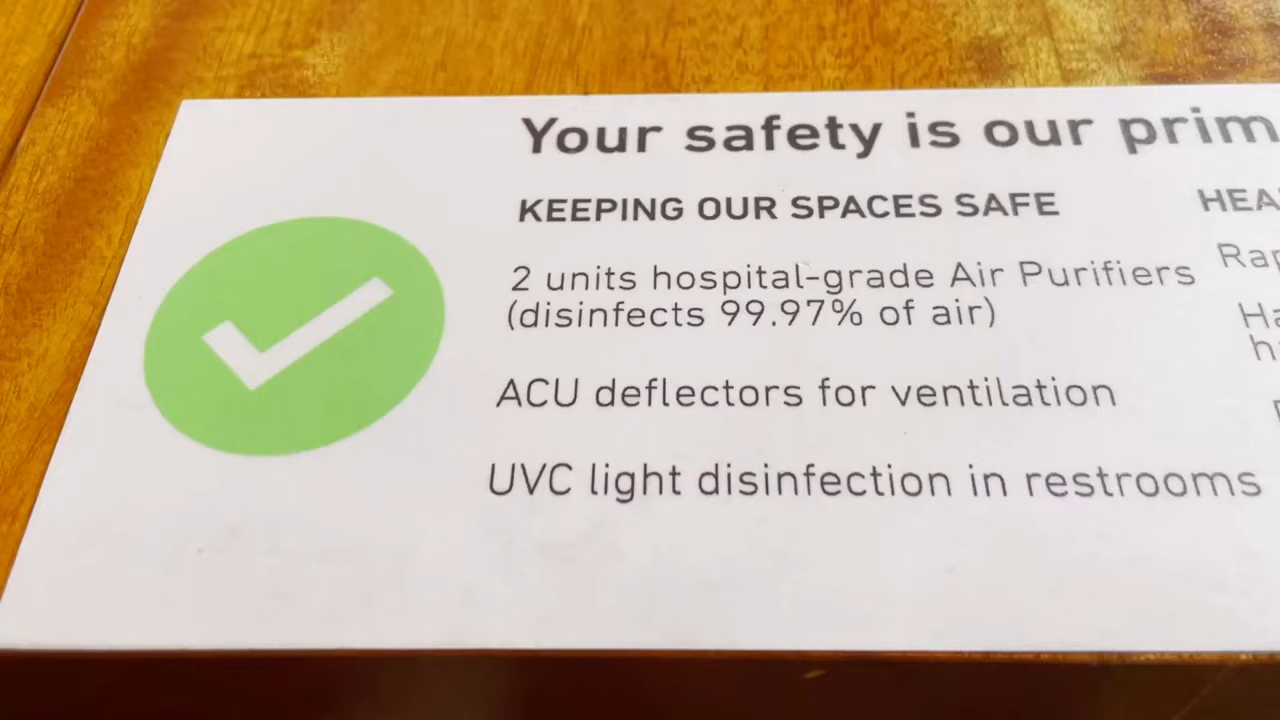 Your safety is our
KEEPING OUR SPACES SAFE
2 units hospital-grade Air Purifiers
(disinfects 99.97% of air)
ACU deflectors for ventilation
UVC light disinfection in restrooms